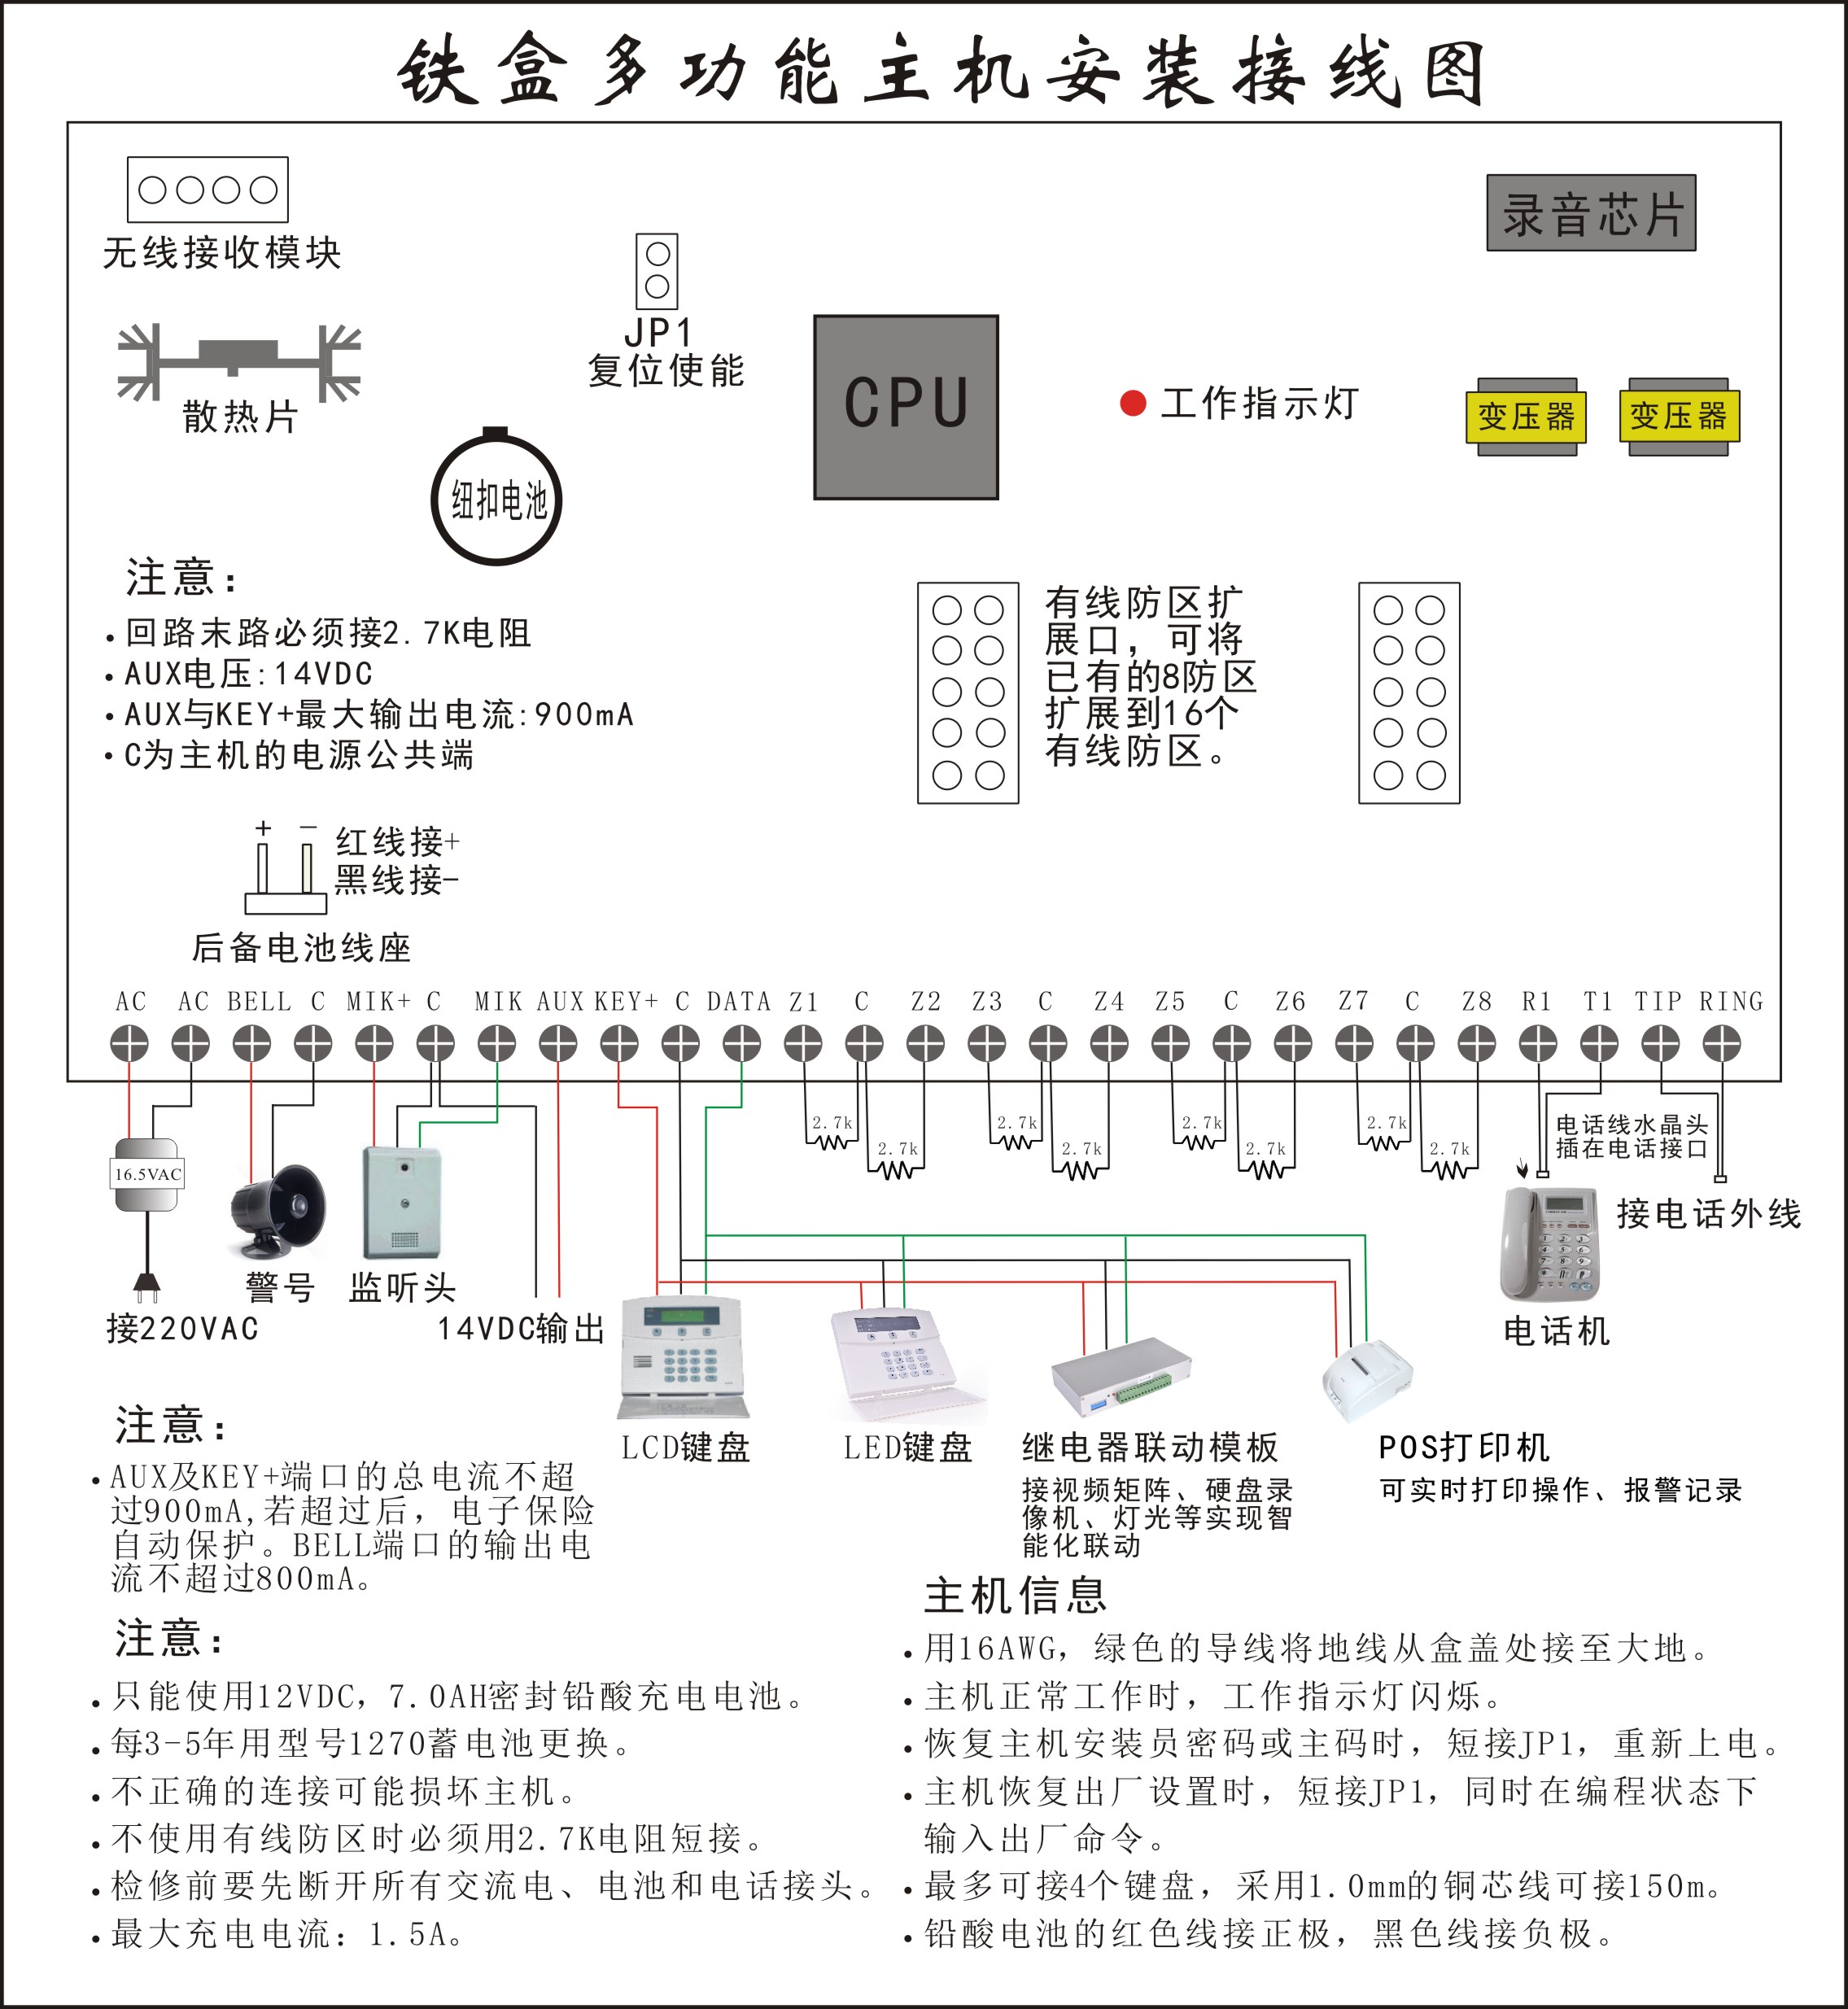 铁盒多功能主机安装接线图
无线接收模块
录音芯片
JP1
复位使能
散热片
CPU
工作指示灯
变压器
变压器
纽扣电池
注意：
·回路末路必须接2.7K电阻
·AUX电压:14VDC
·AUX与KEY+最大输出电流:900mA
·C为主机的电源公共端
有线防区扩
展口，可将
已有的8防区
扩展到16个
有线防区。
+ −
红线接+
黑线接-
后备电池线座
AC AC BELL C MIK+ C MIK AUX KEY+ C DATA Z1 C Z2 Z3 C Z4 Z5 C Z6 Z7 C Z8 R1 T1 TIP RING
2.7k 2.7k 2.7k 2.7k
2.7k 2.7k 2.7k 2.7k
电话线水晶头
插在电话接口
16.5VAC
接电话外线
警号
监听头
接220VAC
14VDC输出
电话机
LCD键盘
LED键盘
继电器联动模板
接视频矩阵、硬盘录
像机、灯光等实现智
能化联动
POS打印机
可实时打印操作、报警记录
注意：
·AUX及KEY+端口的总电流不超
过900mA,若超过后，电子保险
自动保护。BELL端口的输出电
流不超过800mA。
注意：
·只能使用12VDC，7.0AH密封铅酸充电电池。
·每3-5年用型号1270蓄电池更换。
·不正确的连接可能损坏主机。
·不使用有线防区时必须用2.7K电阻短接。
·检修前要先断开所有交流电、电池和电话接头。
·最大充电电流：1.5A。
主机信息
·用16AWG，绿色的导线将地线从盒盖处接至大地。
·主机正常工作时，工作指示灯闪烁。
·恢复主机安装员密码或主码时，短接JP1，重新上电。
·主机恢复出厂设置时，短接JP1，同时在编程状态下
输入出厂命令。
·最多可接4个键盘，采用1.0mm的铜芯线可接150m。
·铅酸电池的红色线接正极，黑色线接负极。